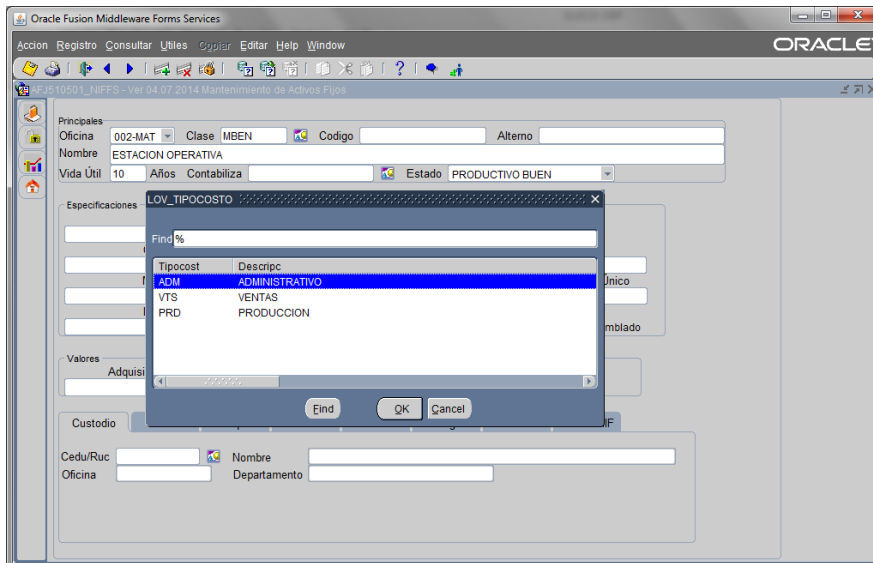 Oracle Fusion Middleware Forms Services
Accion Registro Consultar Utiles Copiar Editar Help Window
ORACLE
AFJ510501_NIFFS - Ver 04.07.2014 Mantenimiento de Activos Fijos
Principales
Oficina 002-MAT Clase MBEN Codigo Alterno
Nombre ESTACION OPERATIVA
Vida Útil 10 Años Contabiliza Estado PRODUCTIVO BUEN
Especificaciones
LOV_TIPOCOSTO
Find %
Tipocost Descripc
ADM ADMINISTRATIVO
VTS VENTAS
PRD PRODUCCION
Único
mblado
Valores
Adquisi
Find OK Cancel
Custodio
Cedu/Ruc Nombre
Oficina Departamento